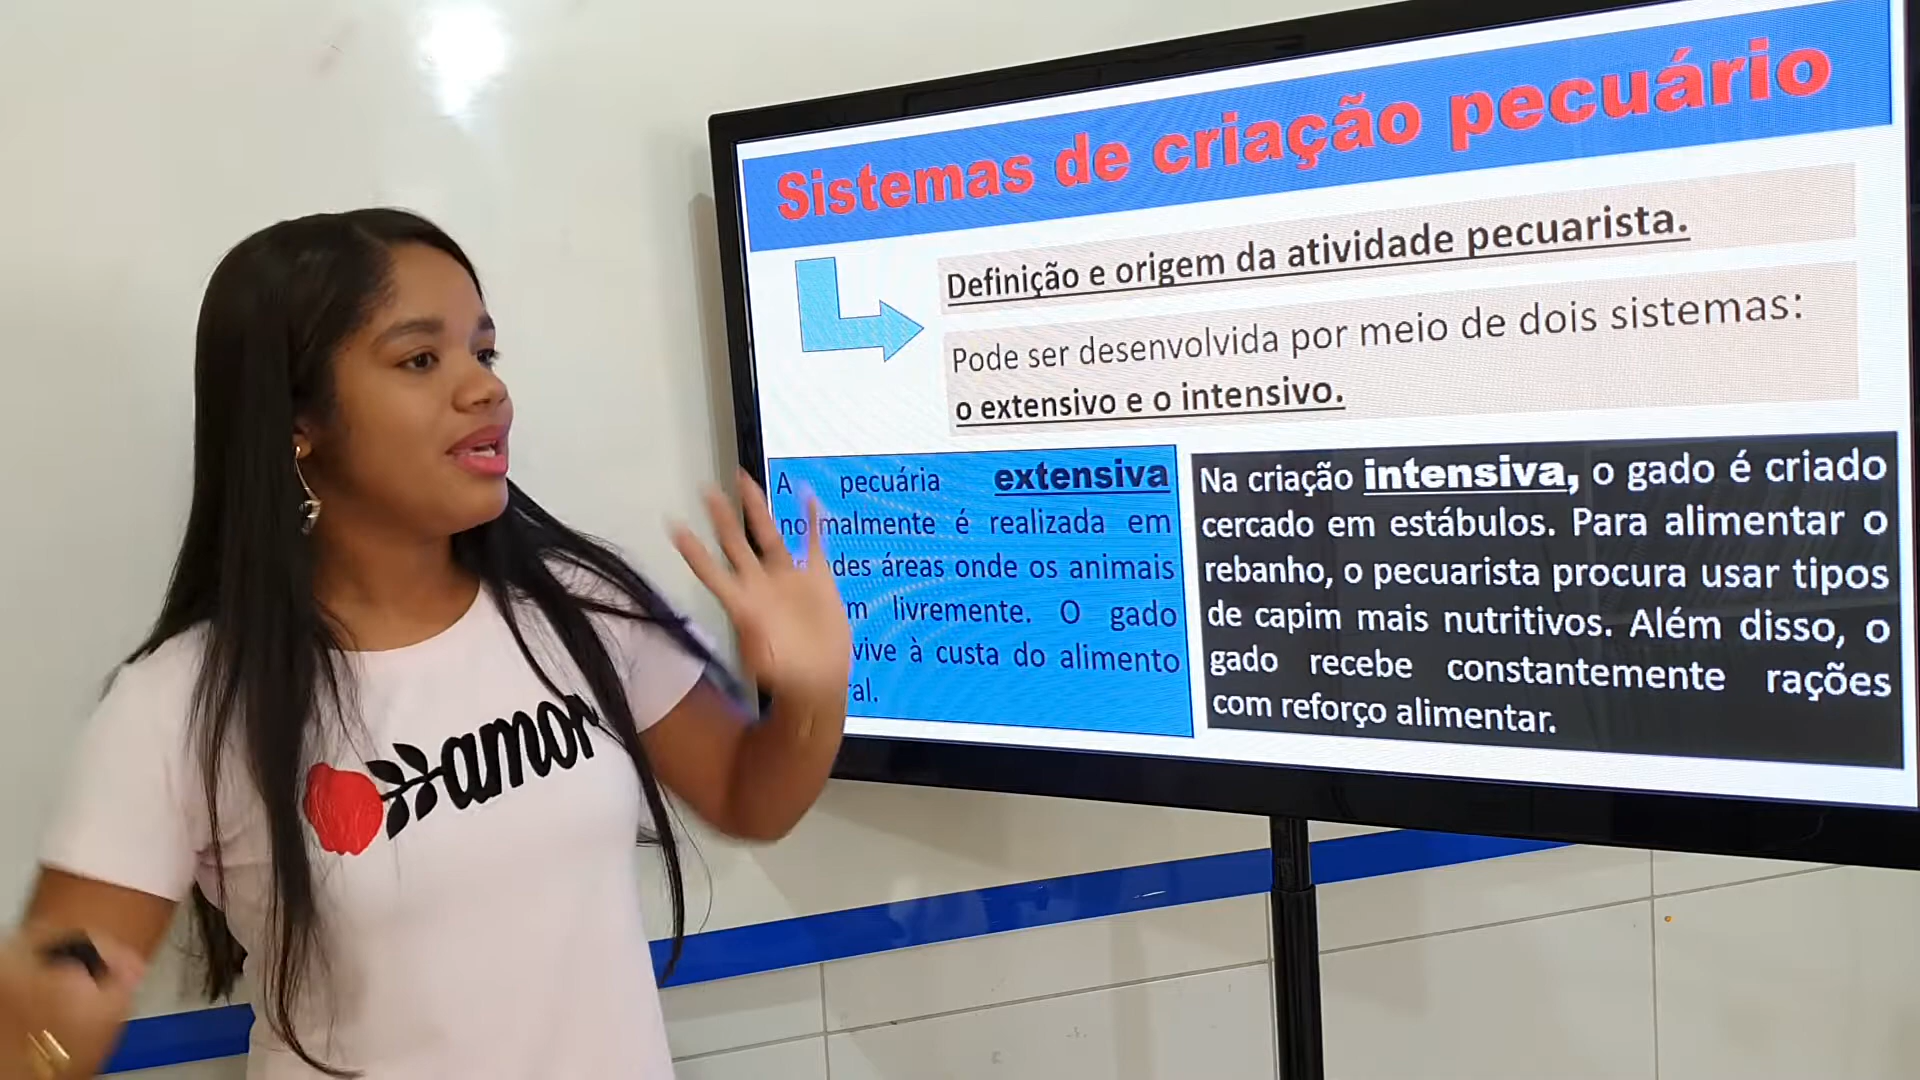 Sistemas de criação pecuário
Definição e origem da atividade pecuarista.
Pode ser desenvolvida por meio de dois sistemas:
o extensivo e o intensivo.
A pecuária extensiva
normalmente é realizada em
áreas onde os animais
livremente. O gado
vive à custa do alimento
Na criação intensiva, o gado é criado
cercado em estábulos. Para alimentar o
rebanho, o pecuarista procura usar tipos
de capim mais nutritivos. Além disso, o
gado recebe constantemente rações
com reforço alimentar.
amor